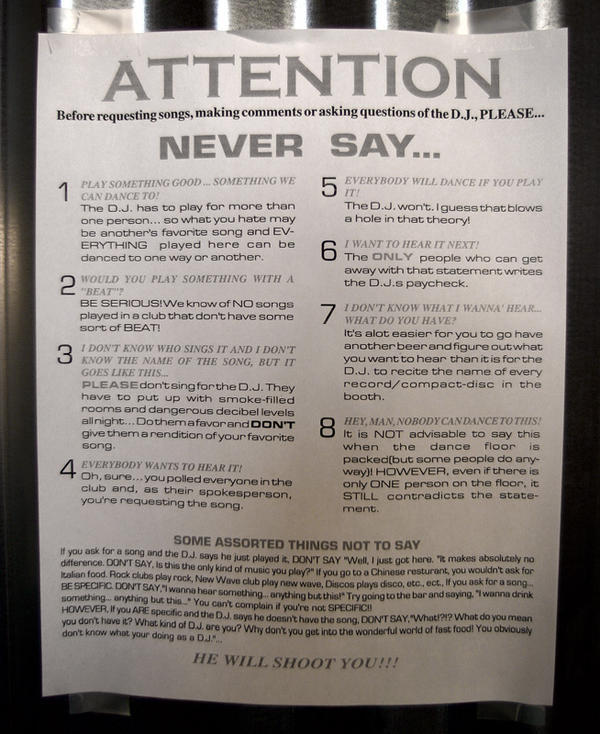 ATTENTION
Before requesting songs, making comments or asking questions of the D.J., PLEASE...
NEVER SAY...
1 PLAY SOMETHING GOOD ... SOMETHING WE
CAN DANCE TO!
The D.J. has to play for more than
one person... so what you hate may
be another's favorite song and EV-
ERYTHING played here can be
danced to one way or another.
2 WOULD YOU PLAY SOMETHING WITH A
"BEAT"?
BE SERIOUS! We know of NO songs
played in a club that don't have some
sort of BEAT!
3 I DON'T KNOW WHO SINGS IT AND I DON'T
KNOW THE NAME OF THE SONG, BUT IT
GOES LIKE THIS...
PLEASE don't sing for the D.J. They
have to put up with smoke-filled
rooms and dangerous decibel levels
all night... Do them a favor and DON'T
give them a rendition of your favorite
song.
4 EVERYBODY WANTS TO HEAR IT!
Oh, sure... you polled everyone in the
club and, as their spokesperson,
you're requesting the song.
5 EVERYBODY WILL DANCE IF YOU PLAY
IT!
The D.J. won't. I guess that blows
a hole in that theory!
6 I WANT TO HEAR IT NEXT!
The ONLY people who can get
away with that statement writes
the D.J.s paycheck.
7 I DON'T KNOW WHAT I WANNA' HEAR...
WHAT DO YOU HAVE?
It's alot easier for you to go have
another beer and figure out what
you want to hear than it is for the
D.J. to recite the name of every
record/compact-disc in the
booth.
8 HEY, MAN, NOBODY CAN DANCE TO THIS!
It is NOT advisable to say this
when the dance floor is
packed(but some people do any-
way)! HOWEVER, even if there is
only ONE person on the floor, it
STILL contradicts the state-
ment.
SOME ASSORTED THINGS NOT TO SAY
If you ask for a song and the D.J. says he just played it, DON'T SAY "Well, I just got here. "It makes absolutely no
difference. DON'T SAY, Is this the only kind of music you play?" If you go to a Chinese resturant, you wouldn't ask for
Italian food. Rock clubs play rock, New Wave club play new wave, Discos plays disco, etc., ect., If you ask for a song...
BE SPECIFIC. DON'T SAY,"I wanna hear something... anything but this!" Try going to the bar and saying, "I wanna drink
something... anything but this..." You can't complain if you're not SPECIFIC!!
HOWEVER, If you ARE specific and the D.J. says he doesn't have the song, DON'T SAY,"What!?!? What do you mean
you don't have it? What kind of D.J. are you? Why don't you get into the wonderful world of fast food! You obviously
don't know what your doing as a D.J."...
HE WILL SHOOT YOU!!!